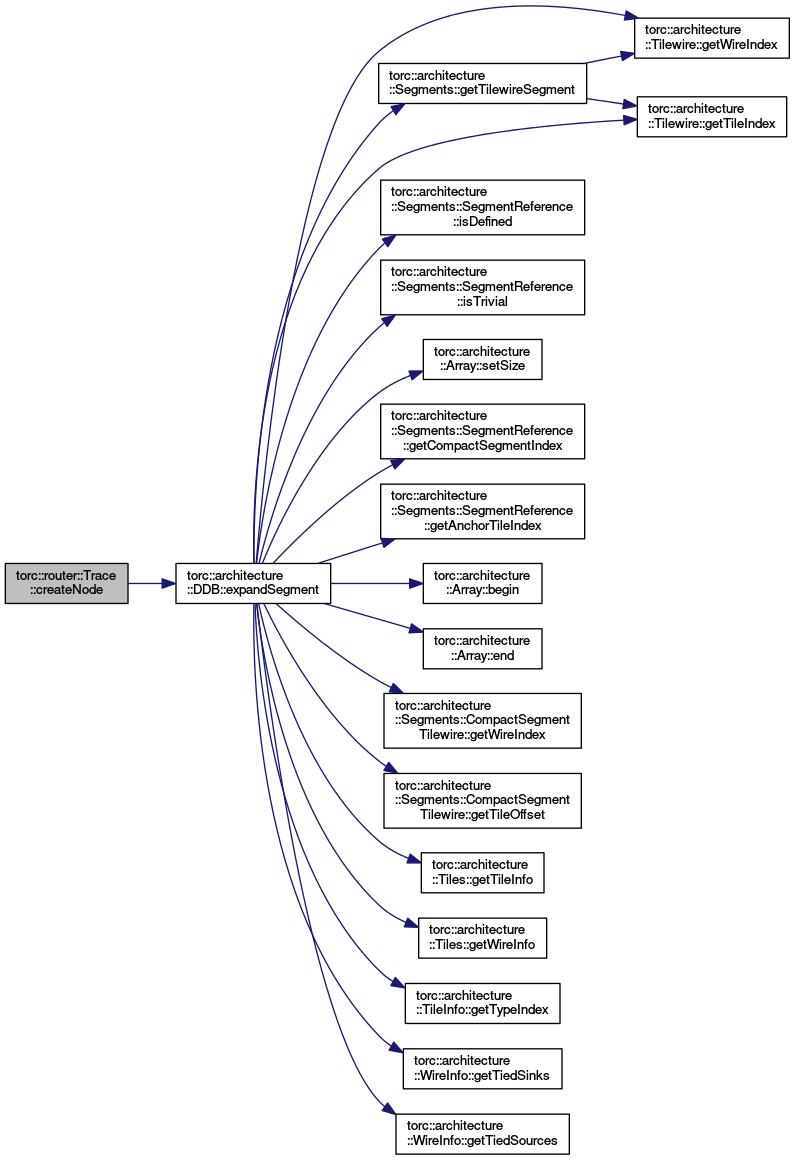 torc::architecture
::Tilewire::getWireIndex
torc::architecture
::Segments::getTilewireSegment
torc::architecture
::Tilewire::getTileIndex
torc::architecture
::Segments::SegmentReference
::isDefined
torc::architecture
::Segments::SegmentReference
::isTrivial
torc::architecture
::Array::setSize
torc::architecture
::Segments::SegmentReference
::getCompactSegmentIndex
torc::architecture
::Segments::SegmentReference
::getAnchorTileIndex
torc::router::Trace
::createNode
torc::architecture
::DDB::expandSegment
torc::architecture
::Array::begin
torc::architecture
::Array::end
torc::architecture
::Segments::CompactSegment
Tilewire::getWireIndex
torc::architecture
::Segments::CompactSegment
Tilewire::getTileOffset
torc::architecture
::Tiles::getTileInfo
torc::architecture
::Tiles::getWireInfo
torc::architecture
::TileInfo::getTypeIndex
torc::architecture
::WireInfo::getTiedSinks
torc::architecture
::WireInfo::getTiedSources